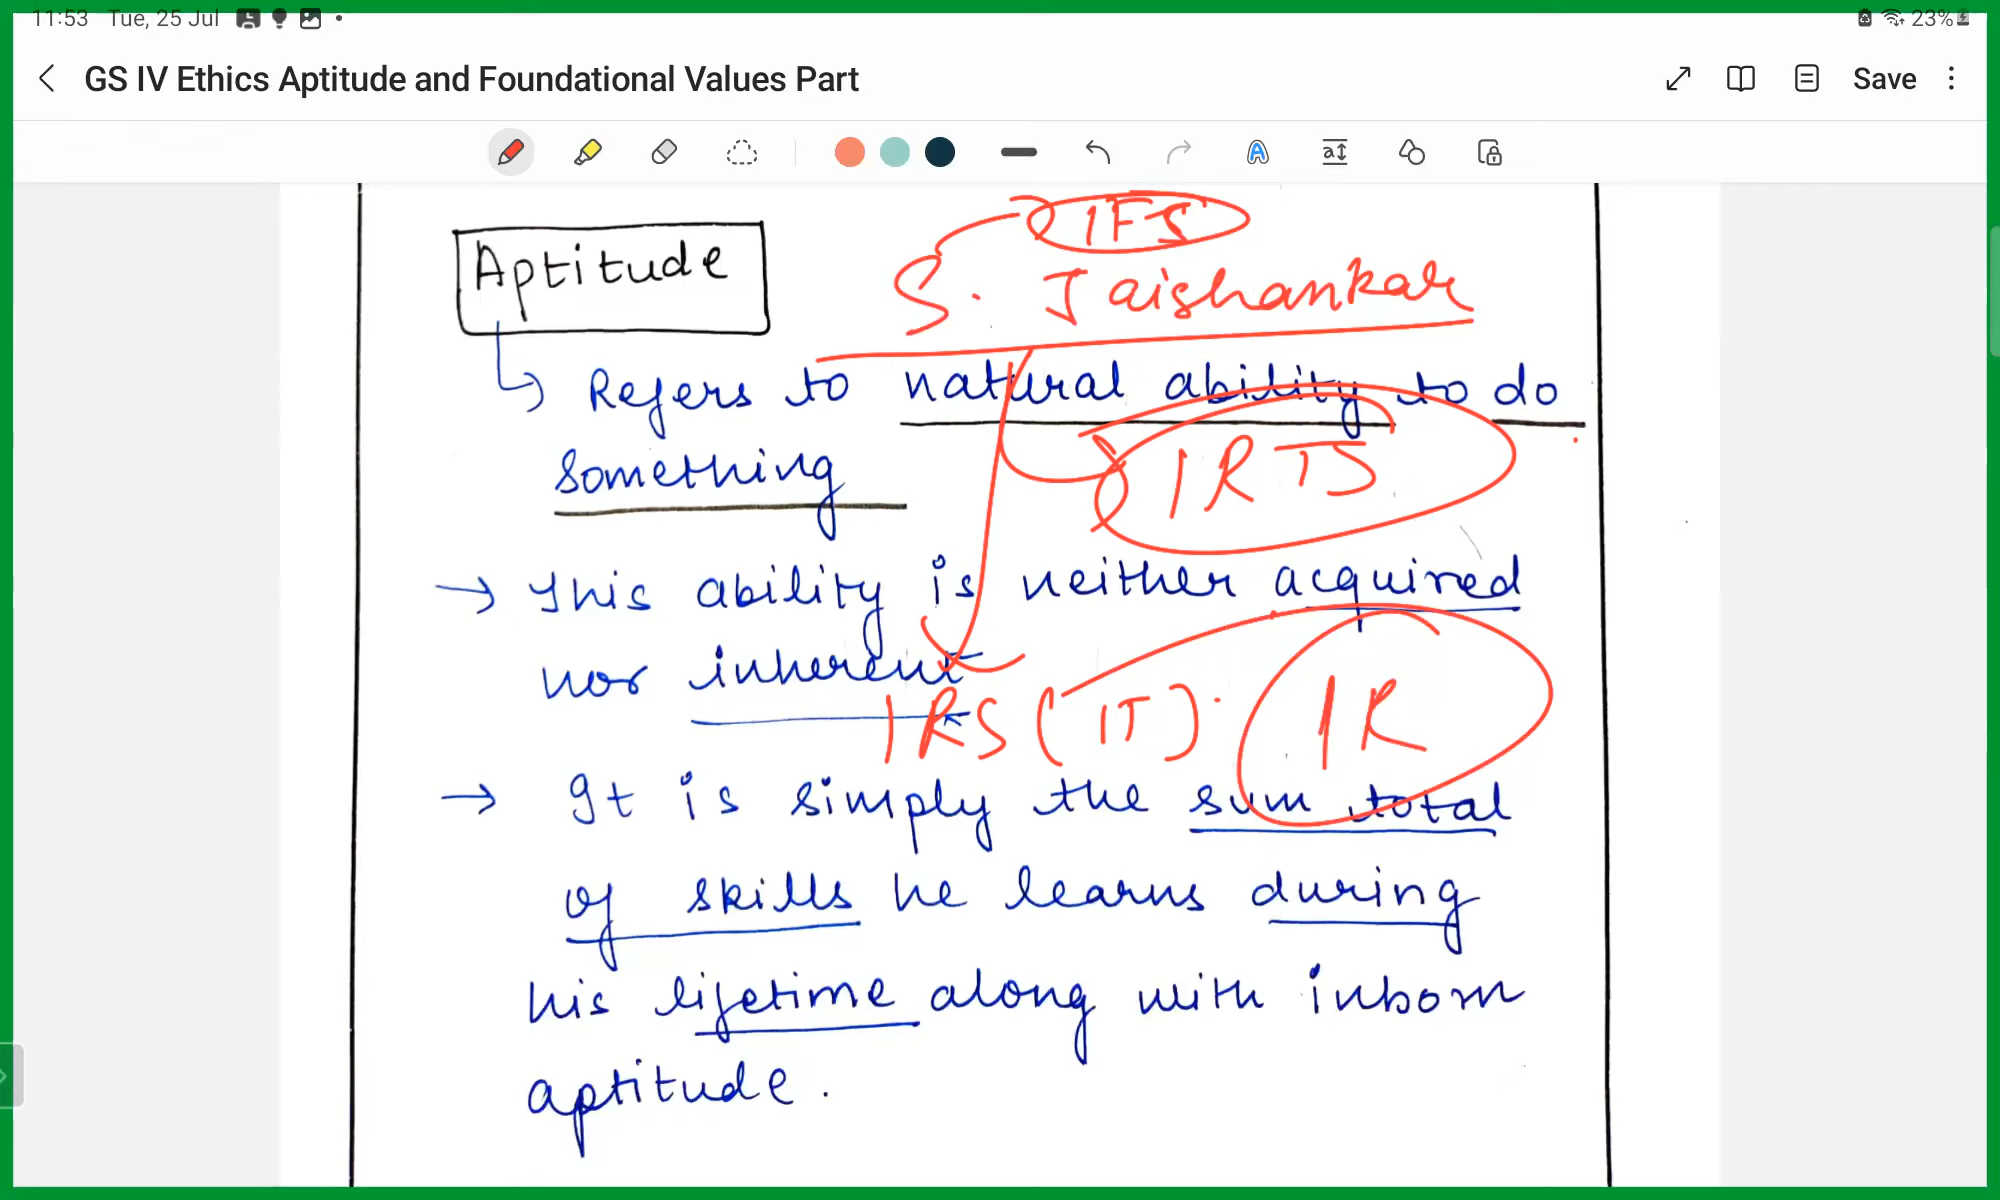 11:53 Tue, 25 Jul
23%
GS IV Ethics Aptitude and Foundational Values Part
Save
IFS
Aptitude
S. Jaishankar
Refers to natural ability to do
IRTS
something
This ability is neither acquired
nor inherent
IRS (IT). IR
It is simply the sum total
of skills he learns during
his lifetime along with inborn
aptitude.